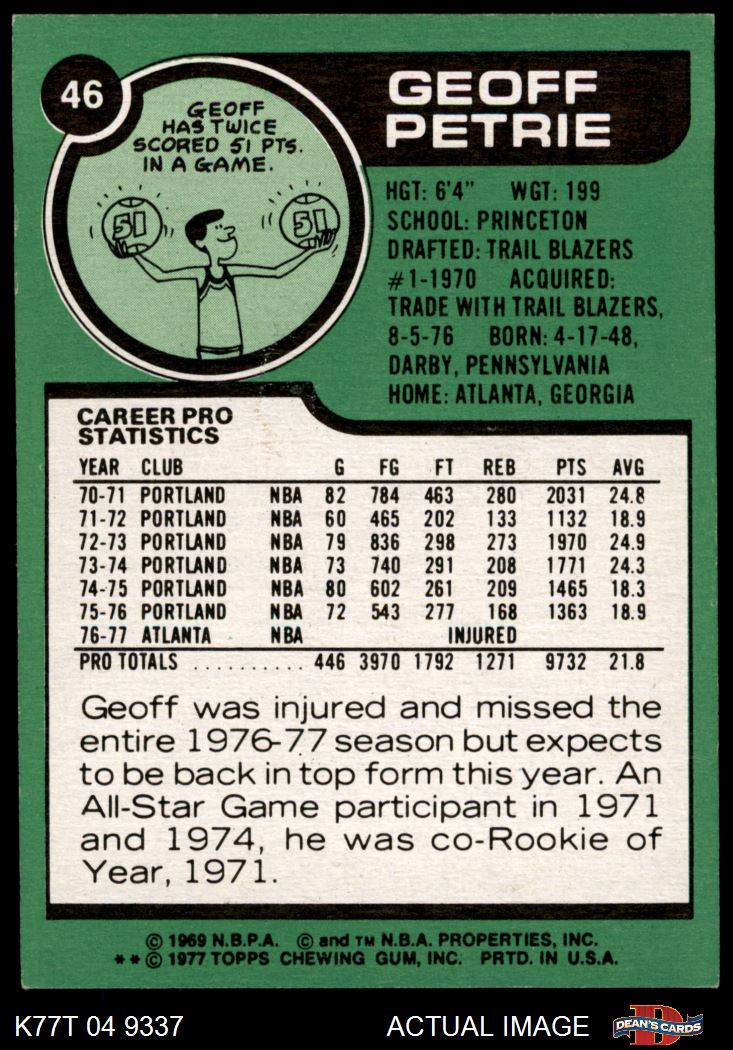 46
GEOFF
HAS TWICE
SCORED 51 PTS.
IN A GAME.
51 51
GEOFF
PETRIE
HGT: 6'4" WGT: 199
SCHOOL: PRINCETON
DRAFTED: TRAIL BLAZERS
#1-1970 ACQUIRED:
TRADE WITH TRAIL BLAZERS,
8-5-76 BORN: 4-17-48,
DARBY, PENNSYLVANIA
HOME: ATLANTA, GEORGIA
CAREER PRO
STATISTICS
YEAR CLUB G FG FT REB PTS AVG
70-71 PORTLAND NBA 82 784 463 280 2031 24.8
71-72 PORTLAND NBA 60 465 202 133 1132 18.9
72-73 PORTLAND NBA 79 836 298 273 1970 24.9
73-74 PORTLAND NBA 73 740 291 208 1771 24.3
74-75 PORTLAND NBA 80 602 261 209 1465 18.3
75-76 PORTLAND NBA 72 543 277 168 1363 18.9
76-77 ATLANTA NBA INJURED
PRO TOTALS .......... 446 3970 1792 1271 9732 21.8
Geoff was injured and missed the
entire 1976-77 season but expects
to be back in top form this year. An
All-Star Game participant in 1971
and 1974, he was co-Rookie of
Year, 1971.
© 1969 N.B.P.A. © and TM N.B.A. PROPERTIES, INC.
**© 1977 TOPPS CHEWING GUM, INC. PRTD. IN U.S.A.
K77T 04 9337 ACTUAL IMAGE D DEAN'S CARDS